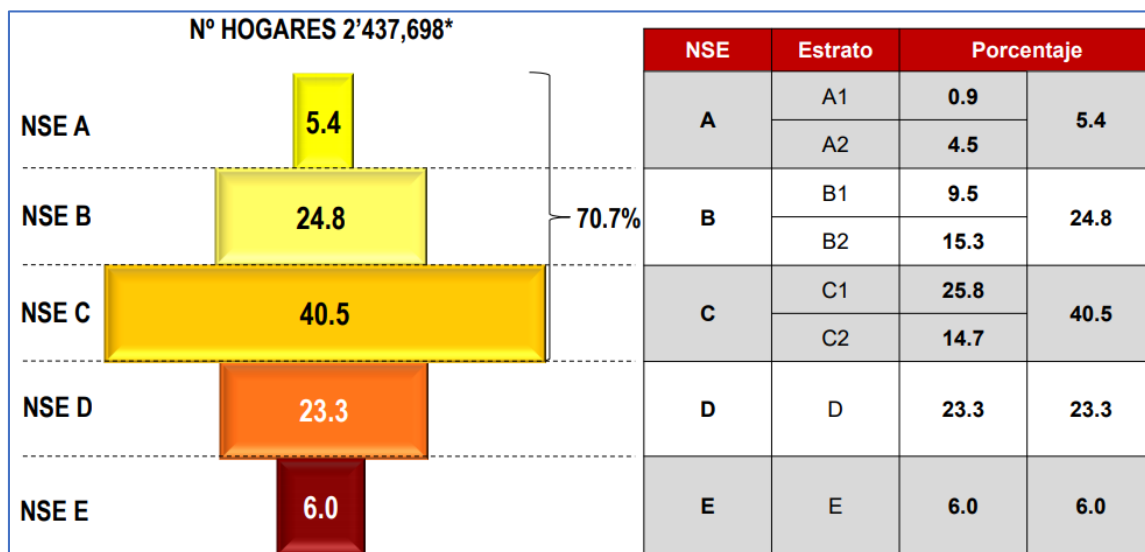 Nº HOGARES 2’437,698*
NSE A
5.4
NSE B
24.8
70.7%
NSE C
40.5
NSE D
23.3
NSE E
6.0
NSE Estrato Porcentaje
A A1 0.9 5.4
A2 4.5
B B1 9.5 24.8
B2 15.3
C C1 25.8 40.5
C2 14.7
D D 23.3 23.3
E E 6.0 6.0